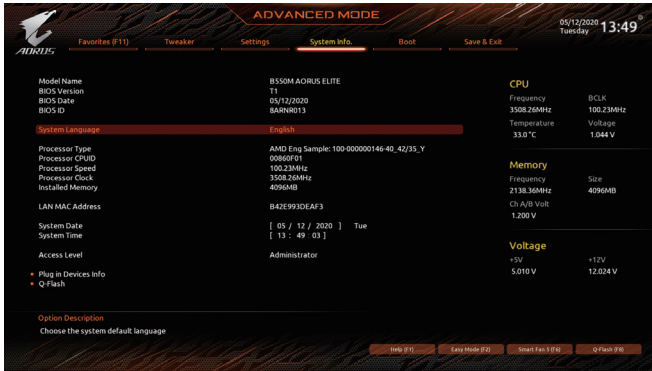 ADVANCED MODE
05/12/2020 Tuesday 13:49
AORUS
Favorites (F11) Tweaker Settings System Info. Boot Save & Exit
Model Name B550M AORUS ELITE
BIOS Version T1
BIOS Date 05/12/2020
BIOS ID 8ARNR013
System Language English
Processor Type AMD Eng Sample: 100-000000146-40_42/35_Y
Processor CPUID 00860F01
Processor Speed 100.23MHz
Processor Clock 3508.26MHz
Installed Memory 4096MB
LAN MAC Address B42E993DEAF3
System Date [ 05 / 12 / 2020 ] Tue
System Time [ 13 : 49 : 03 ]
Access Level Administrator
Plug in Devices Info
Q-Flash
CPU
Frequency BCLK
3508.26MHz 100.23MHz
Temperature Voltage
33.0 °C 1.044 V
Memory
Frequency Size
2138.36MHz 4096MB
Ch A/B Volt
1.200 V
Voltage
+5V +12V
5.010 V 12.024 V
Option Description
Choose the system default language
Help (F1) Easy Mode (F2) Smart Fan 5 (F6) Q-Flash (F8)